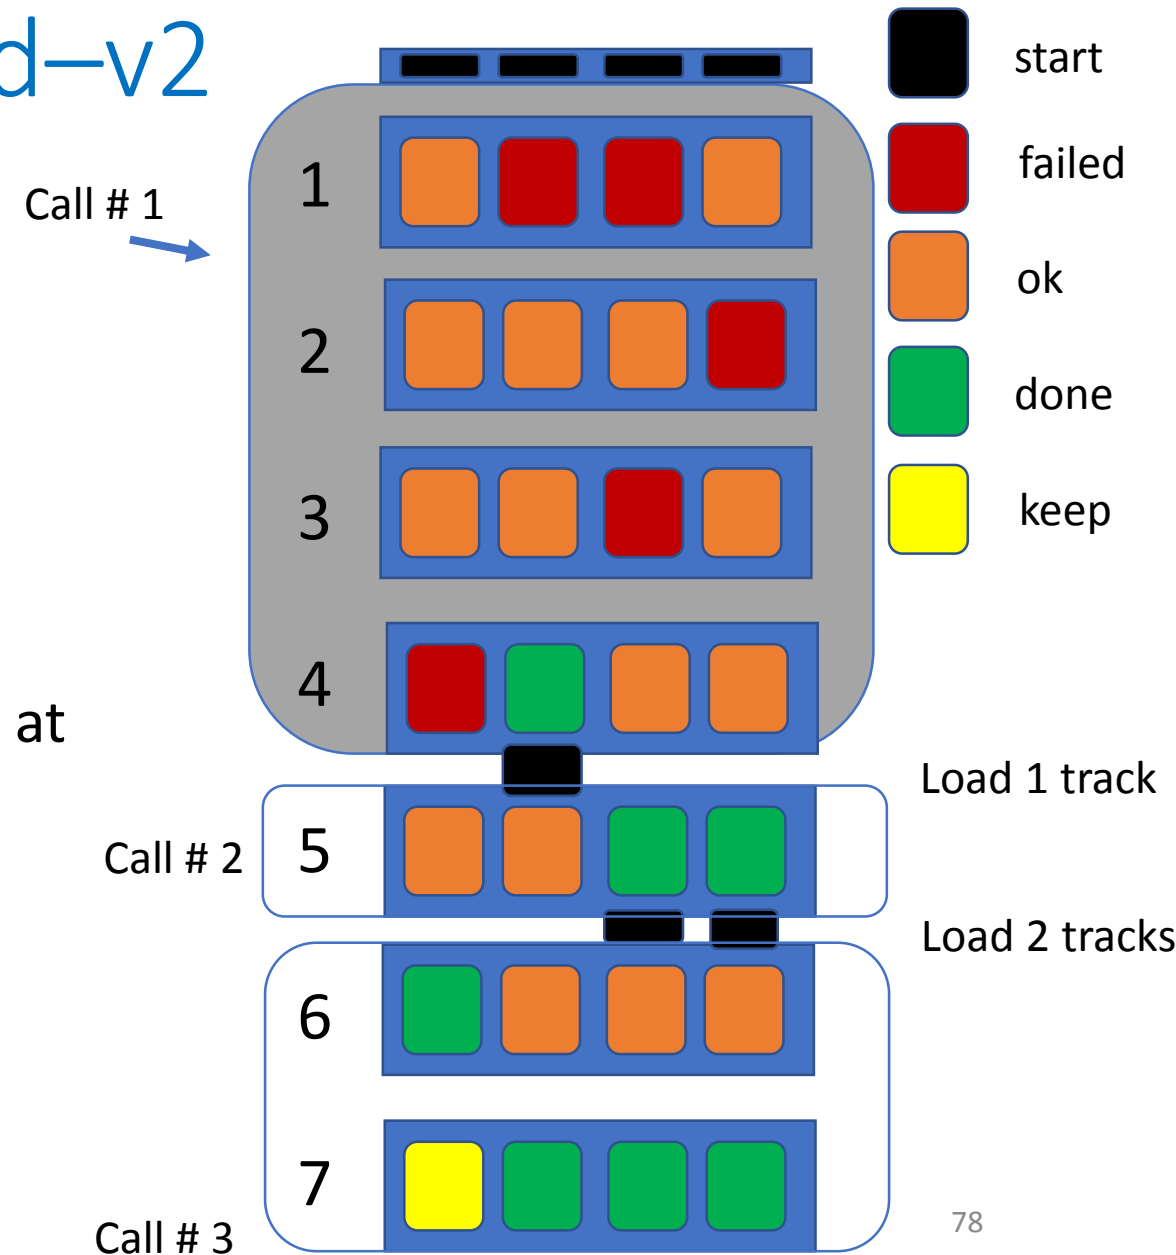 d–v2
start
failed
Call # 1
1
ok
2
done
3
keep
4
at
Load 1 track
Call # 2
5
Load 2 tracks
6
7
78
Call # 3